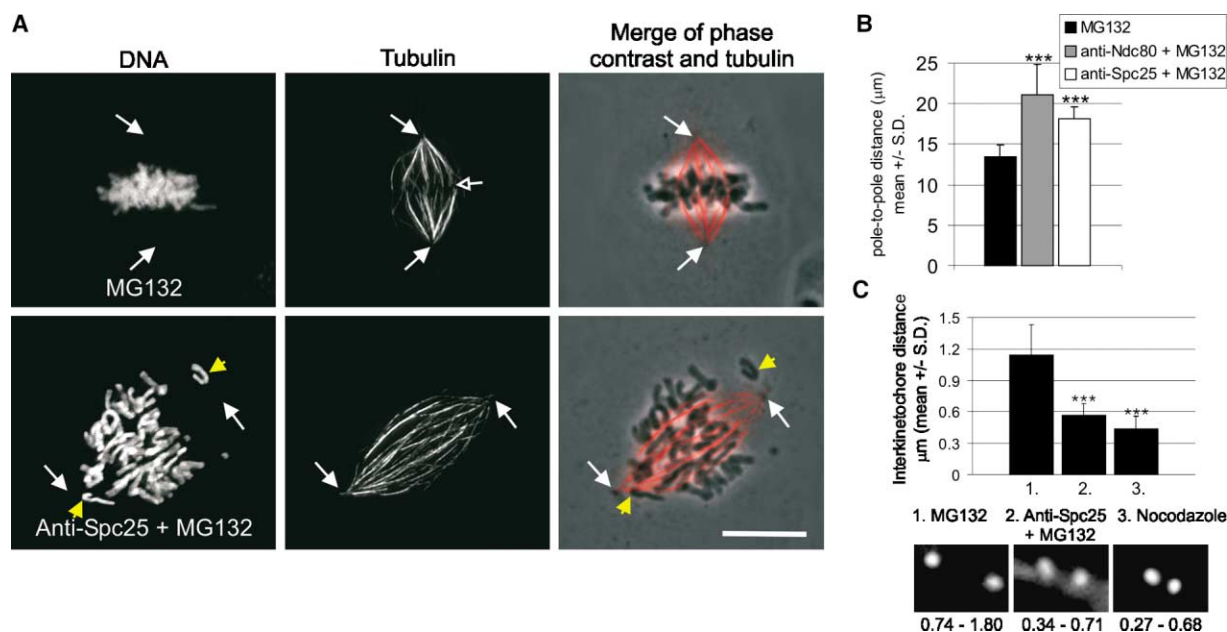 A
DNA
Tubulin
Merge of phase
contrast and tubulin
MG132
Anti-Spc25 + MG132
B
MG132
anti-Ndc80 + MG132
anti-Spc25 + MG132
pole-to-pole distance (μm)
mean +/- S.D.
25
20
15
10
5
0
***
***
C
Interkinetochore distance
μm (mean +/- S.D.)
1.5
1.2
0.9
0.6
0.3
0
***
***
1.
2.
3.
1. MG132
2. Anti-Spc25
+ MG132
3. Nocodazole
0.74 - 1.80
0.34 - 0.71
0.27 - 0.68